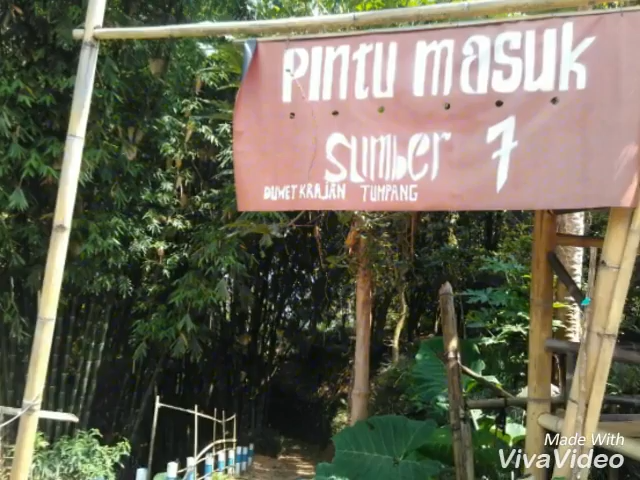 PINTU MASUK
SUMBER 7
DUWET KRAJAN TUMPANG
Made With
VivaVideo